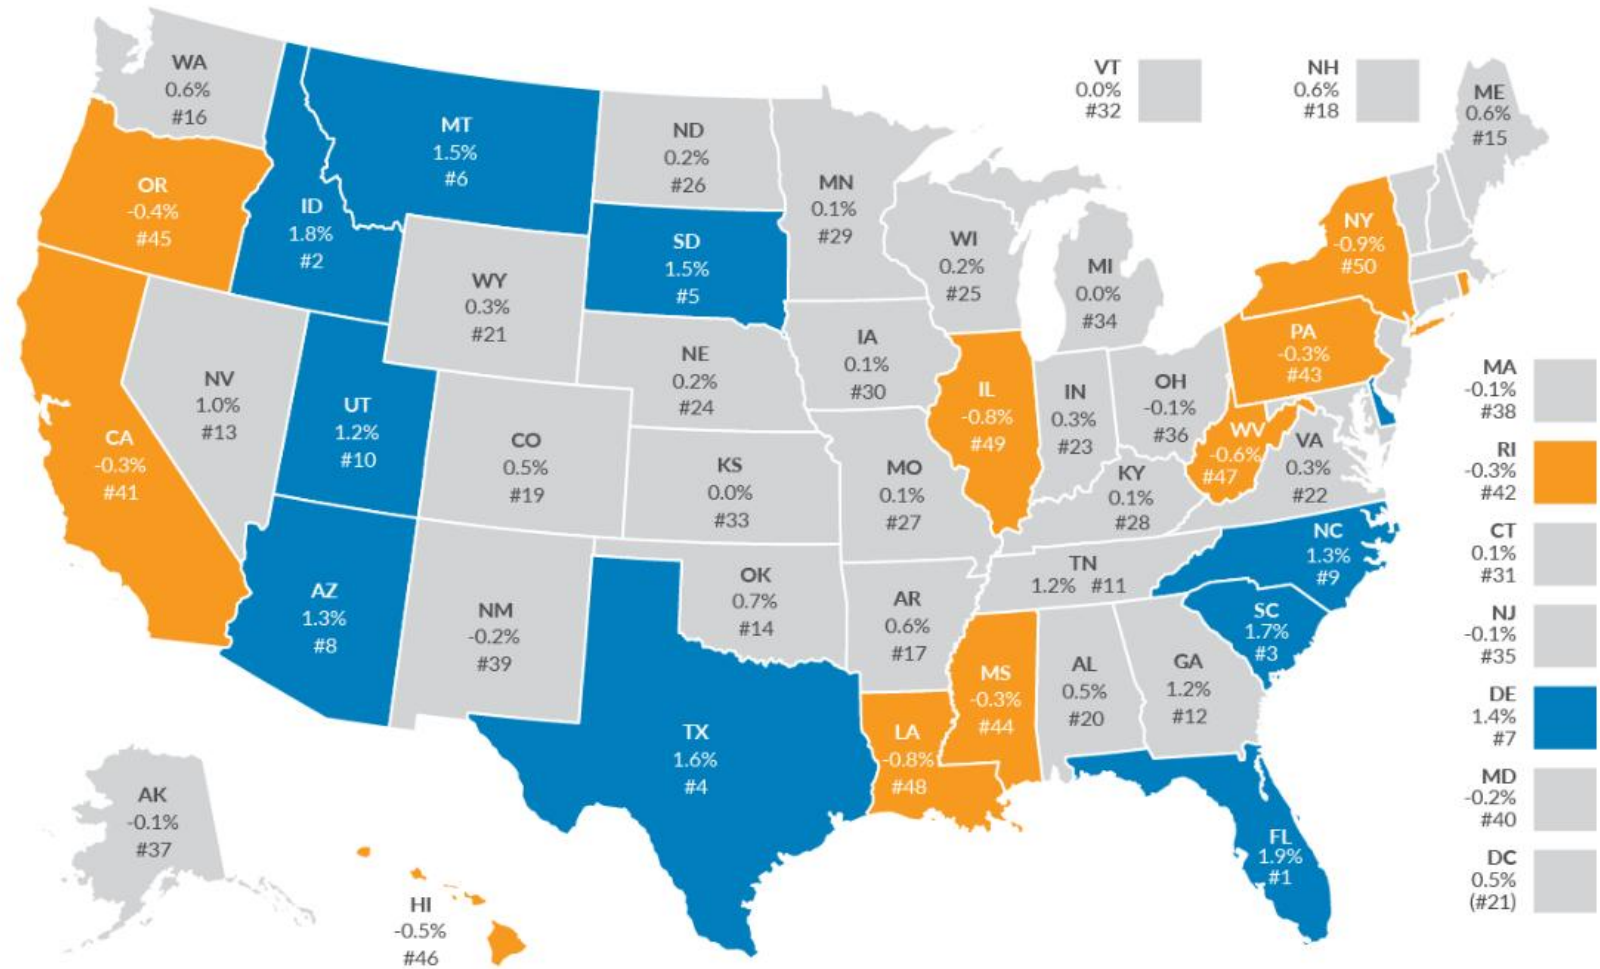 WA
0.6%
#16
OR
-0.4%
#45
CA
-0.3%
#41
NV
1.0%
#13
ID
1.8%
#2
MT
1.5%
#6
WY
0.3%
#21
UT
1.2%
#10
AZ
1.3%
#8
CO
0.5%
#19
NM
-0.2%
#39
ND
0.2%
#26
SD
1.5%
#5
NE
0.2%
#24
KS
0.0%
#33
OK
0.7%
#14
TX
1.6%
#4
MN
0.1%
#29
IA
0.1%
#30
MO
0.1%
#27
AR
0.6%
#17
LA
-0.8%
#48
WI
0.2%
#25
IL
-0.8%
#49
MI
0.0%
#34
IN
0.3%
#23
OH
-0.1%
#36
KY
0.1%
#28
TN
1.2% #11
MS
-0.3%
#44
AL
0.5%
#20
GA
1.2%
#12
FL
1.9%
#1
SC
1.7%
#3
NC
1.3%
#9
VA
0.3%
#22
WV
-0.6%
#47
PA
-0.3%
#43
NY
-0.9%
#50
VT
0.0%
#32
NH
0.6%
#18
ME
0.6%
#15
MA
-0.1%
#38
RI
-0.3%
#42
CT
0.1%
#31
NJ
-0.1%
#35
DE
1.4%
#7
MD
-0.2%
#40
DC
0.5%
(#21)
AK
-0.1%
#37
HI
-0.5%
#46